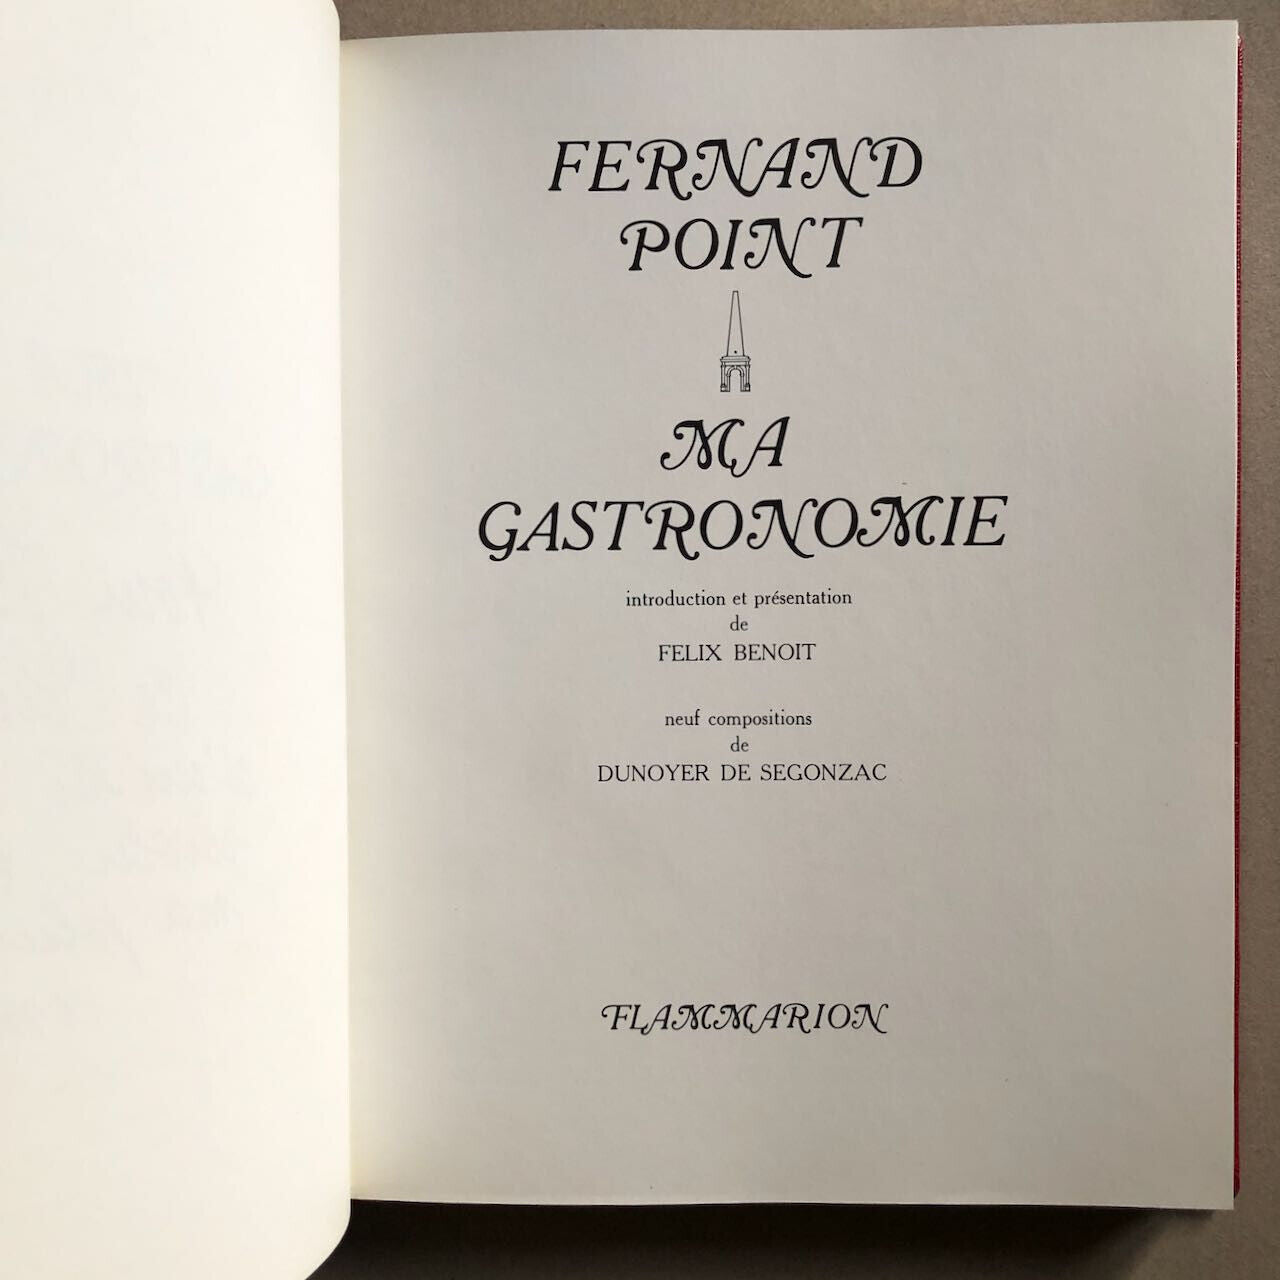 FERNAND
POINT
MA
GASTRONOMIE
introduction et présentation
de
FELIX BENOIT
neuf compositions
de
DUNOYER DE SEGONZAC
FLAMMARION